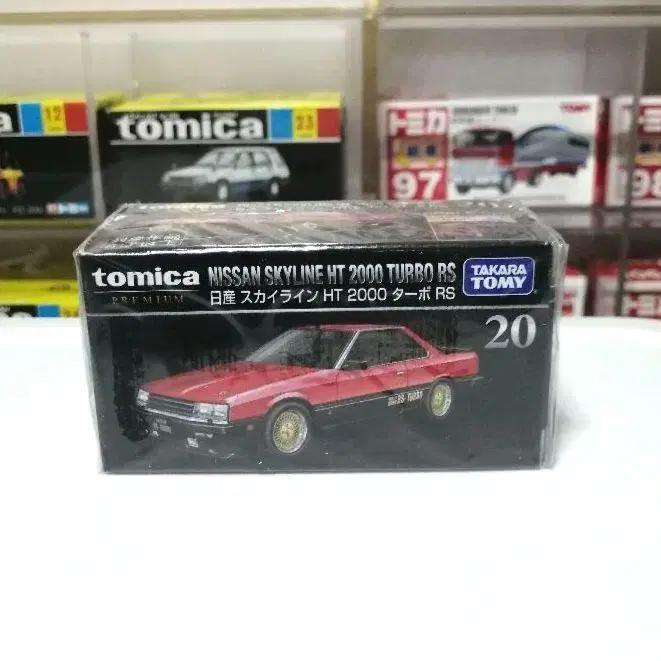 12
tomica
23
トミカ
97
TOMY
98
tomica
PREMIUM
NISSAN SKYLINE HT 2000 TURBO RS
日産 スカイライン HT 2000 ターボ RS
TAKARA
TOMY
20